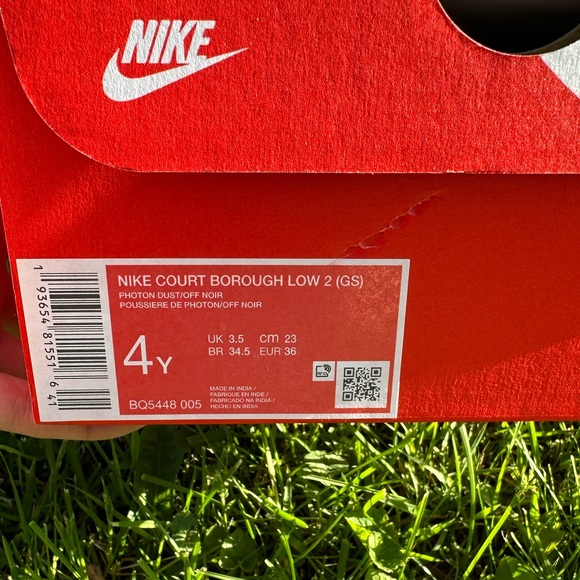 NIKE
NIKE COURT BOROUGH LOW 2 (GS)
PHOTON DUST/OFF NOIR
POUSSIERE DE PHOTON/OFF NOIR
4Y
UK 3.5 cm 23
BR 34.5 EUR 36
MADE IN INDIA /
FABRIQUE EN INDE /
FABRICADO NA INDIA /
HECHO EN INDIA
BQ5448 005
1 93654 81551 6 41